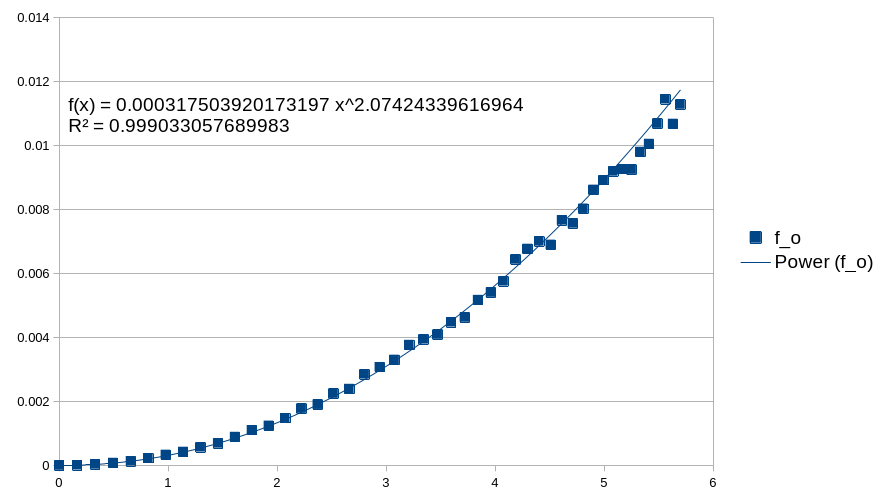 0.014
0.012
f(x) = 0.000317503920173197 x^2.07424339616964
R² = 0.999033057689983
0.01
0.008
f_o
Power (f_o)
0.006
0.004
0.002
0
0 1 2 3 4 5 6